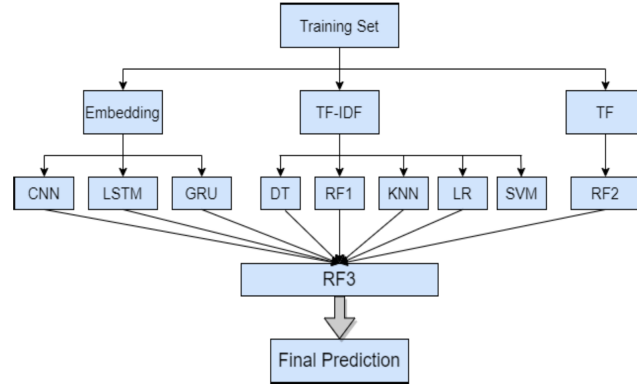 Training Set
Embedding
TF-IDF
TF
CNN
LSTM
GRU
DT
RF1
KNN
LR
SVM
RF2
RF3
Final Prediction